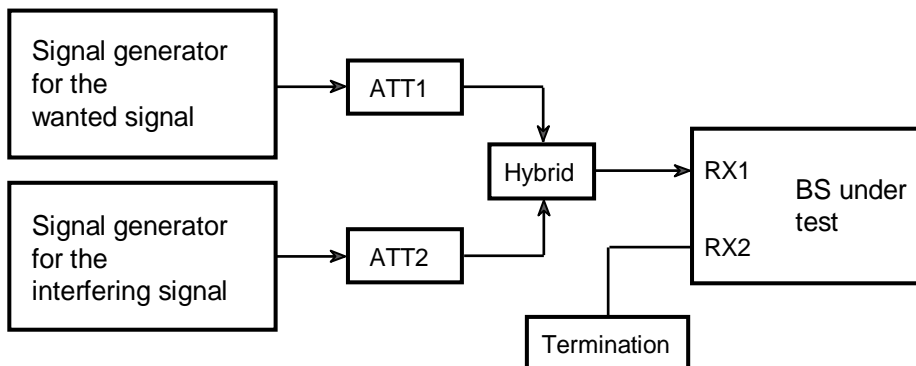 Signal generator
for the
wanted signal
ATT1
Hybrid
RX1
BS under
test
RX2
Signal generator
for the
interfering signal
ATT2
Termination